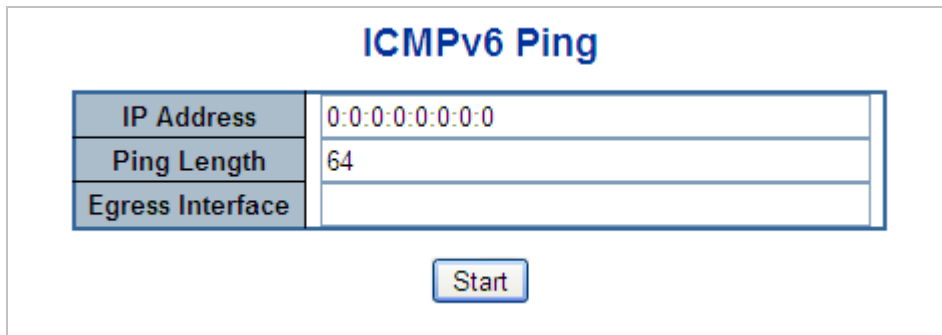 ICMPv6 Ping
IP Address 0:0:0:0:0:0:0:0
Ping Length 64
Egress Interface
Start